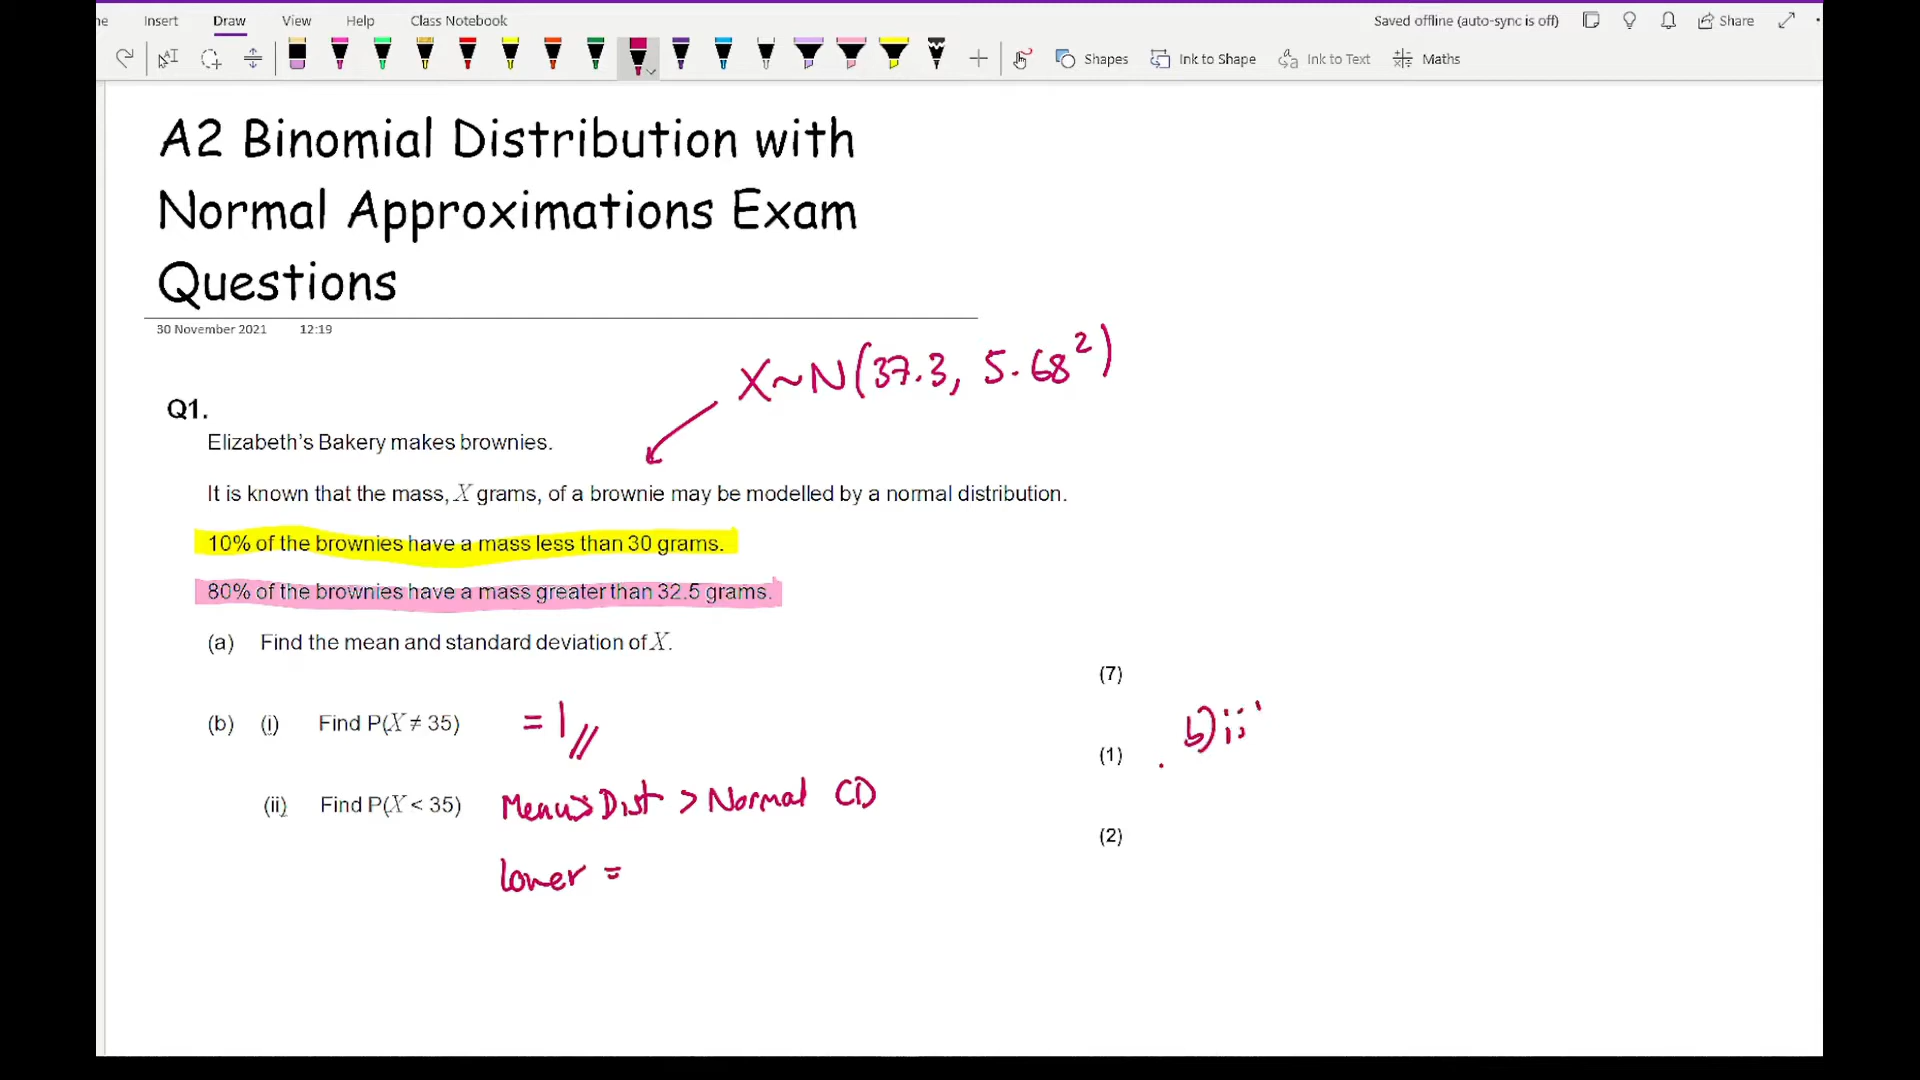 Insert Draw View Help Class Notebook Saved offline (auto-sync is off) Share
Shapes Ink to Shape Ink to Text Maths
A2 Binomial Distribution with
Normal Approximations Exam
Questions
30 November 2021 12:19
X~N(37.3, 5.68²)
Q1.
Elizabeth's Bakery makes brownies.
It is known that the mass, X grams, of a brownie may be modelled by a normal distribution.
10% of the brownies have a mass less than 30 grams.
80% of the brownies have a mass greater than 32.5 grams.
(a) Find the mean and standard deviation of X.
(7)
(b) (i) Find P(X ≠ 35) = 1
b)ii
(1)
(ii) Find P(X < 35) Menu > Dist > Normal CD
(2)
lower =